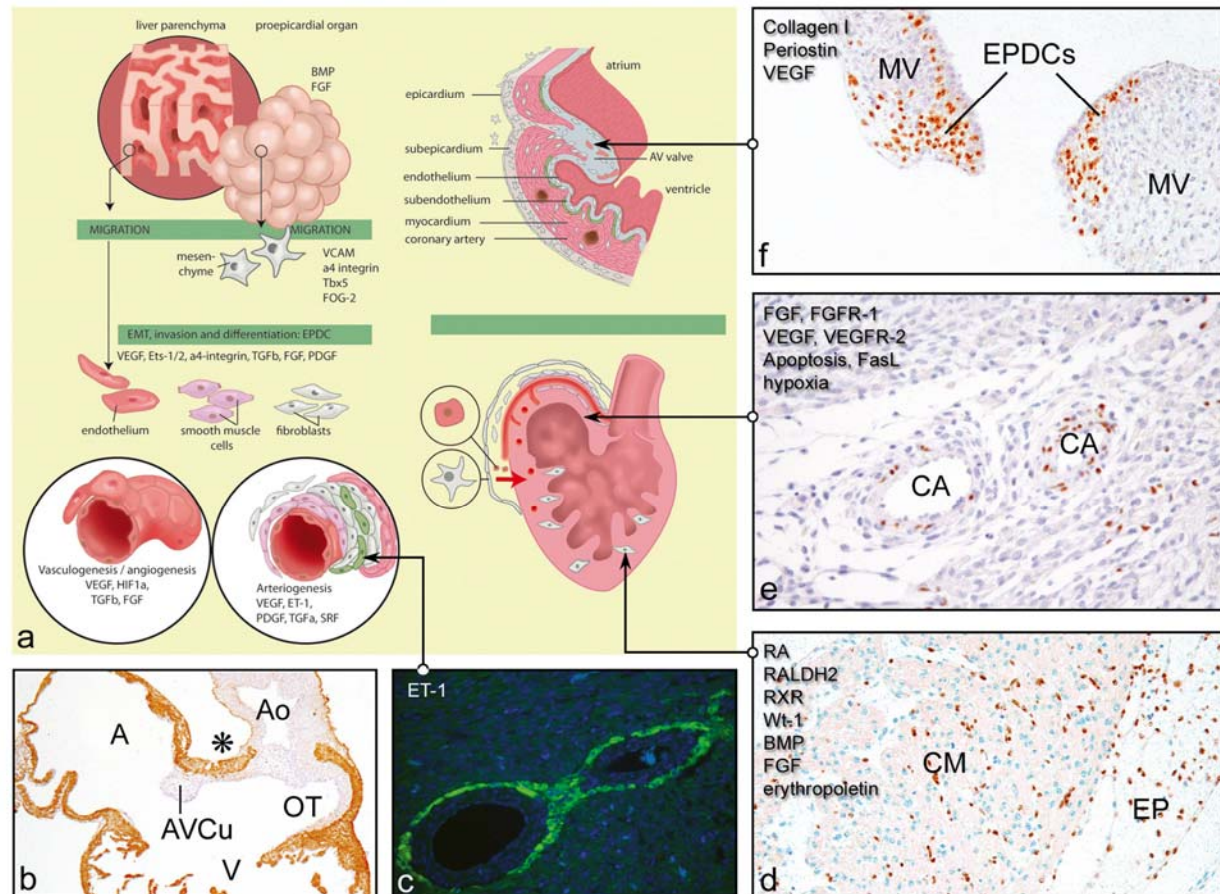 liver parenchyma
proepicardial organ
BMP
FGF
MIGRATION
MIGRATION
mesen-
chyme
VCAM
a4 integrin
Tbx5
FOG-2
EMT, invasion and differentiation: EPDC
VEGF, Ets-1/2, a4-integrin, TGFb, FGF, PDGF
endothelium
smooth muscle
cells
fibroblasts
Vasculogenesis / angiogenesis
VEGF, HIF1a,
TGFb, FGF
Arteriogenesis
VEGF, ET-1,
PDGF, TGFa, SRF
a
atrium
epicardium
subepicardium
AV valve
endothelium
ventricle
subendothelium
myocardium
coronary artery
Collagen I
Periostin
VEGF
MV
EPDCs
MV
f
FGF, FGFR-1
VEGF, VEGFR-2
Apoptosis, FasL
hypoxia
CA
CA
e
RA
RALDH2
RXR
Wt-1
BMP
FGF
erythropoletin
CM
EP
d
A
Ao
*
OT
AVCu
V
b
ET-1
c